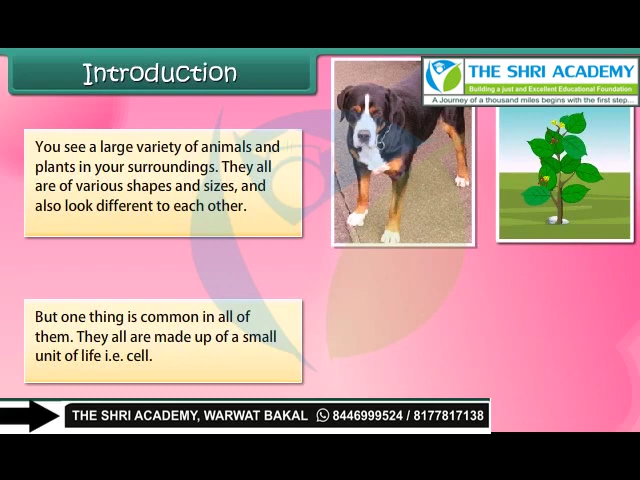 Introduction
THE SHRI ACADEMY
Building a just and Excellent Educational Foundation
A Journey of a thousand miles begins with the first step...
You see a large variety of animals and
plants in your surroundings. They all
are of various shapes and sizes, and
also look different to each other.
But one thing is common in all of
them. They all are made up of a small
unit of life i.e. cell.
THE SHRI ACADEMY, WARWAT BAKAL 8446999524 / 8177817138